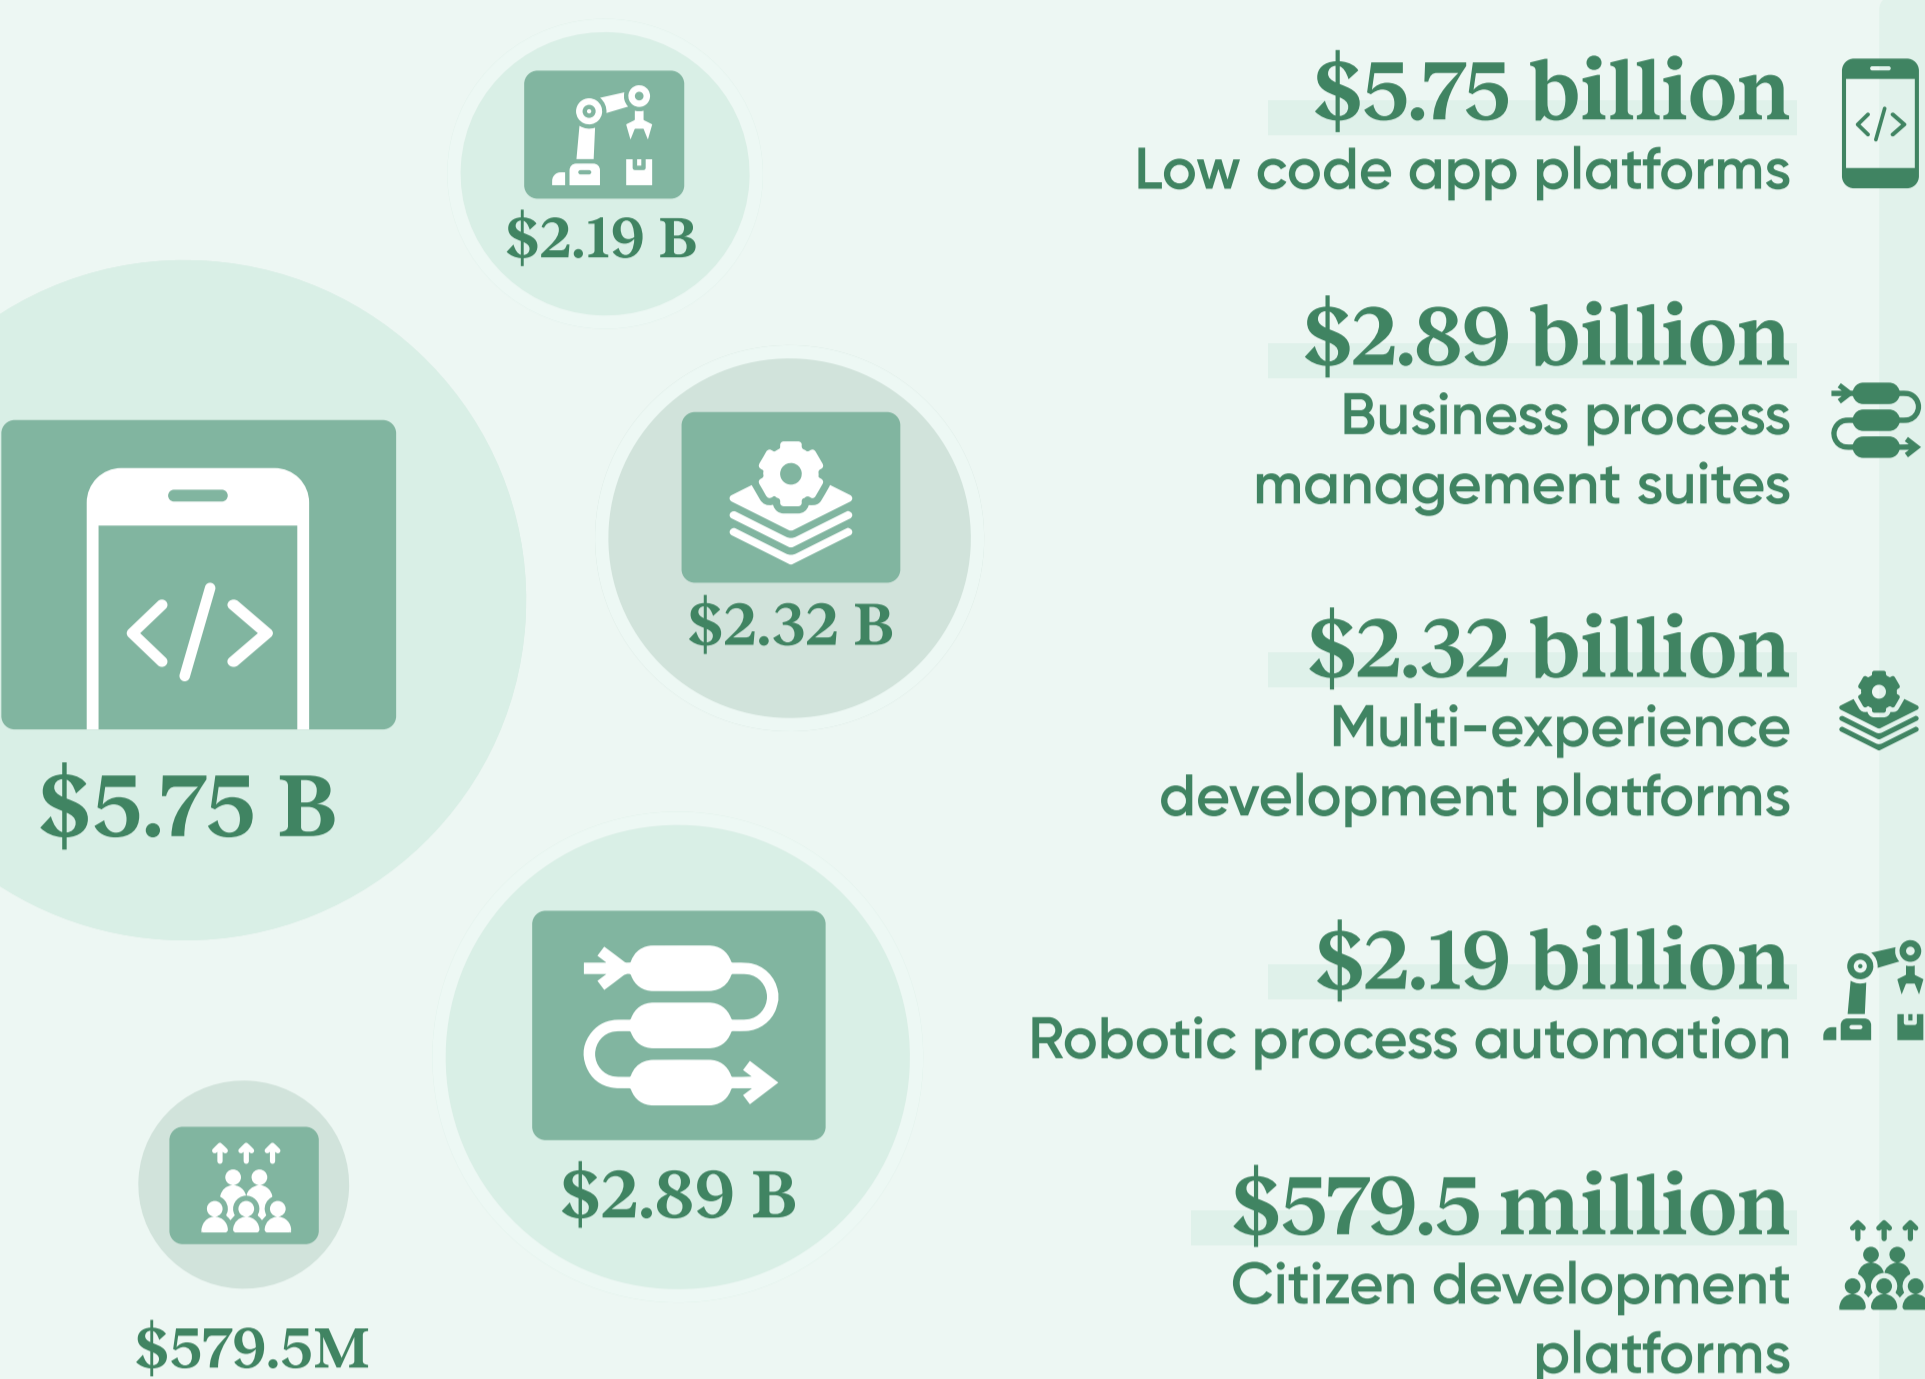 $2.19 B
$2.32 B
$5.75 B
$2.89 B
$579.5M
$5.75 billion
Low code app platforms
$2.89 billion
Business process
management suites
$2.32 billion
Multi-experience
development platforms
$2.19 billion
Robotic process automation
$579.5 million
Citizen development
platforms